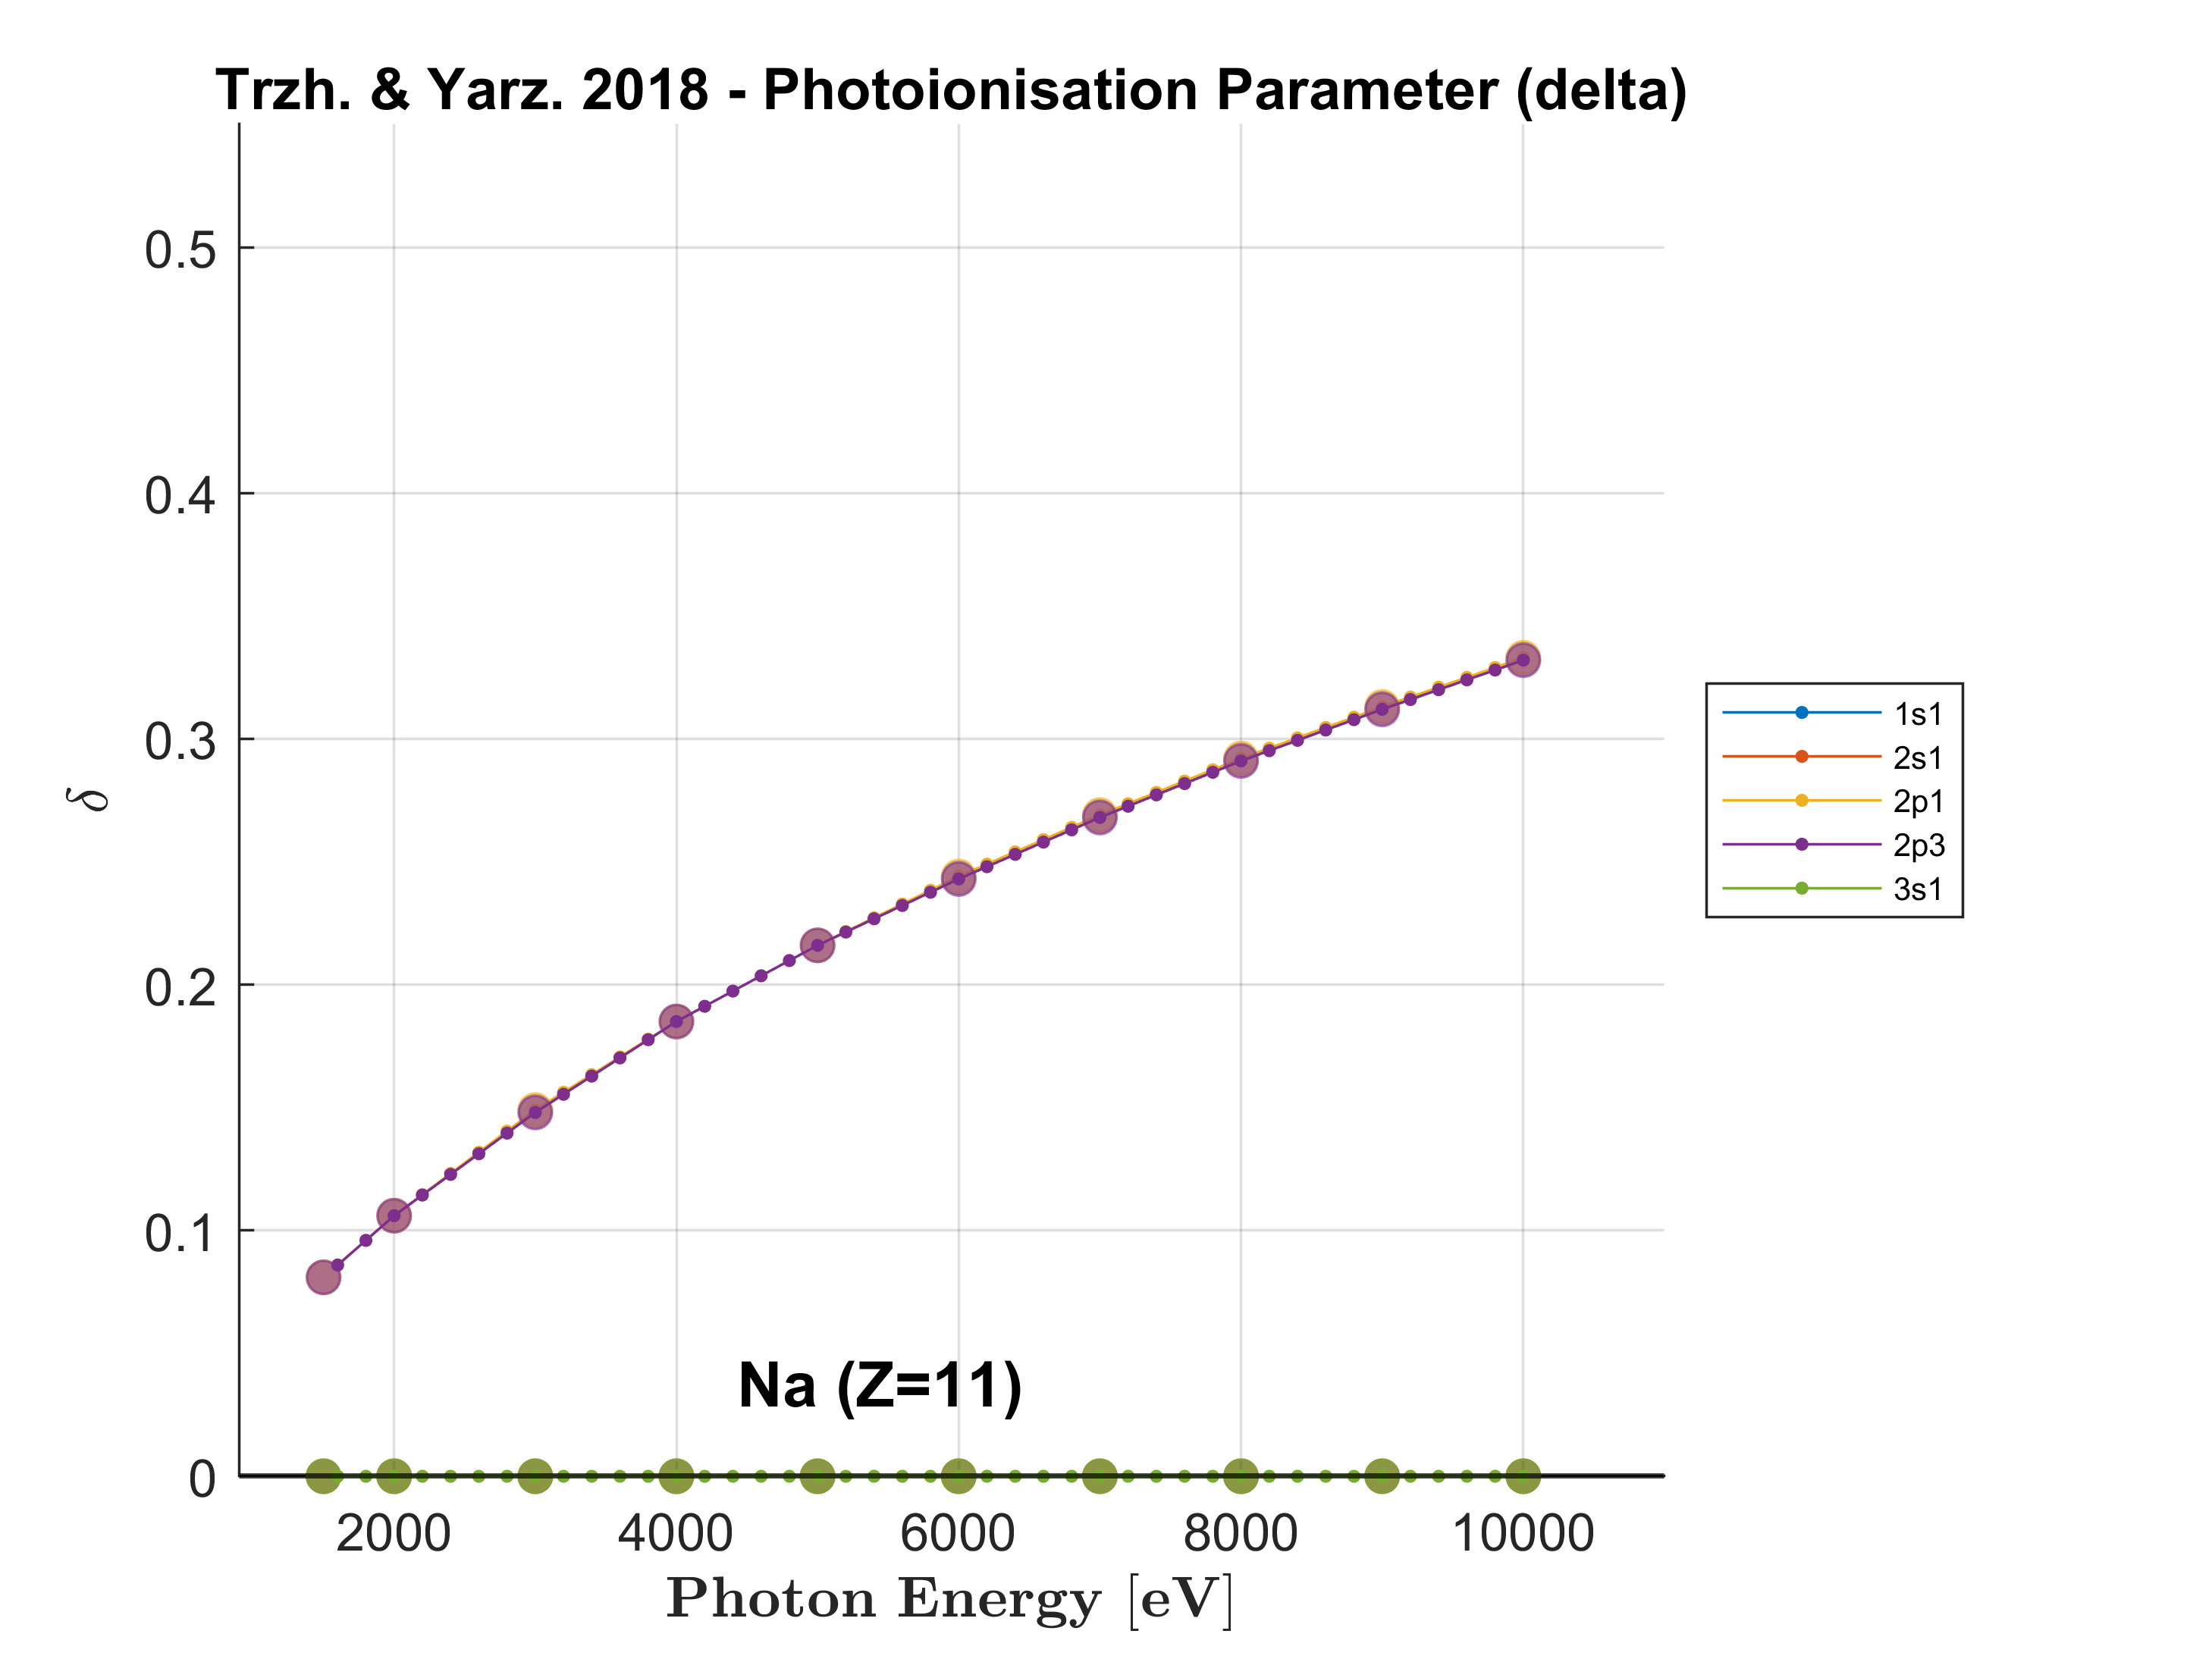 Trzh. & Yarz. 2018 - Photoionisation Parameter (delta)
0.5
0.4
0.3
0.2
0.1
0
δ
1s1
2s1
2p1
2p3
3s1
Na (Z=11)
2000 4000 6000 8000 10000
Photon Energy [eV]